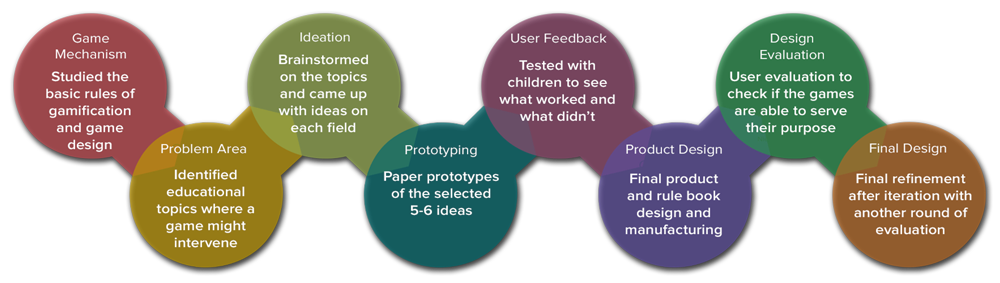 Game
Mechanism
Studied the
basic rules of
gamification
and game
design
Problem Area
Identified
educational
topics where a
game might
intervene
Ideation
Brainstormed
on the topics
and came up
with ideas on
each field
Prototyping
Paper prototypes
of the selected
5-6 ideas
User Feedback
Tested with
children to see
what worked and
what didn't
Product Design
Final product
and rule book
design and
manufacturing
Design
Evaluation
User evaluation to
check if the games
are able to serve
their purpose
Final Design
Final refinement
after iteration with
another round of
evaluation